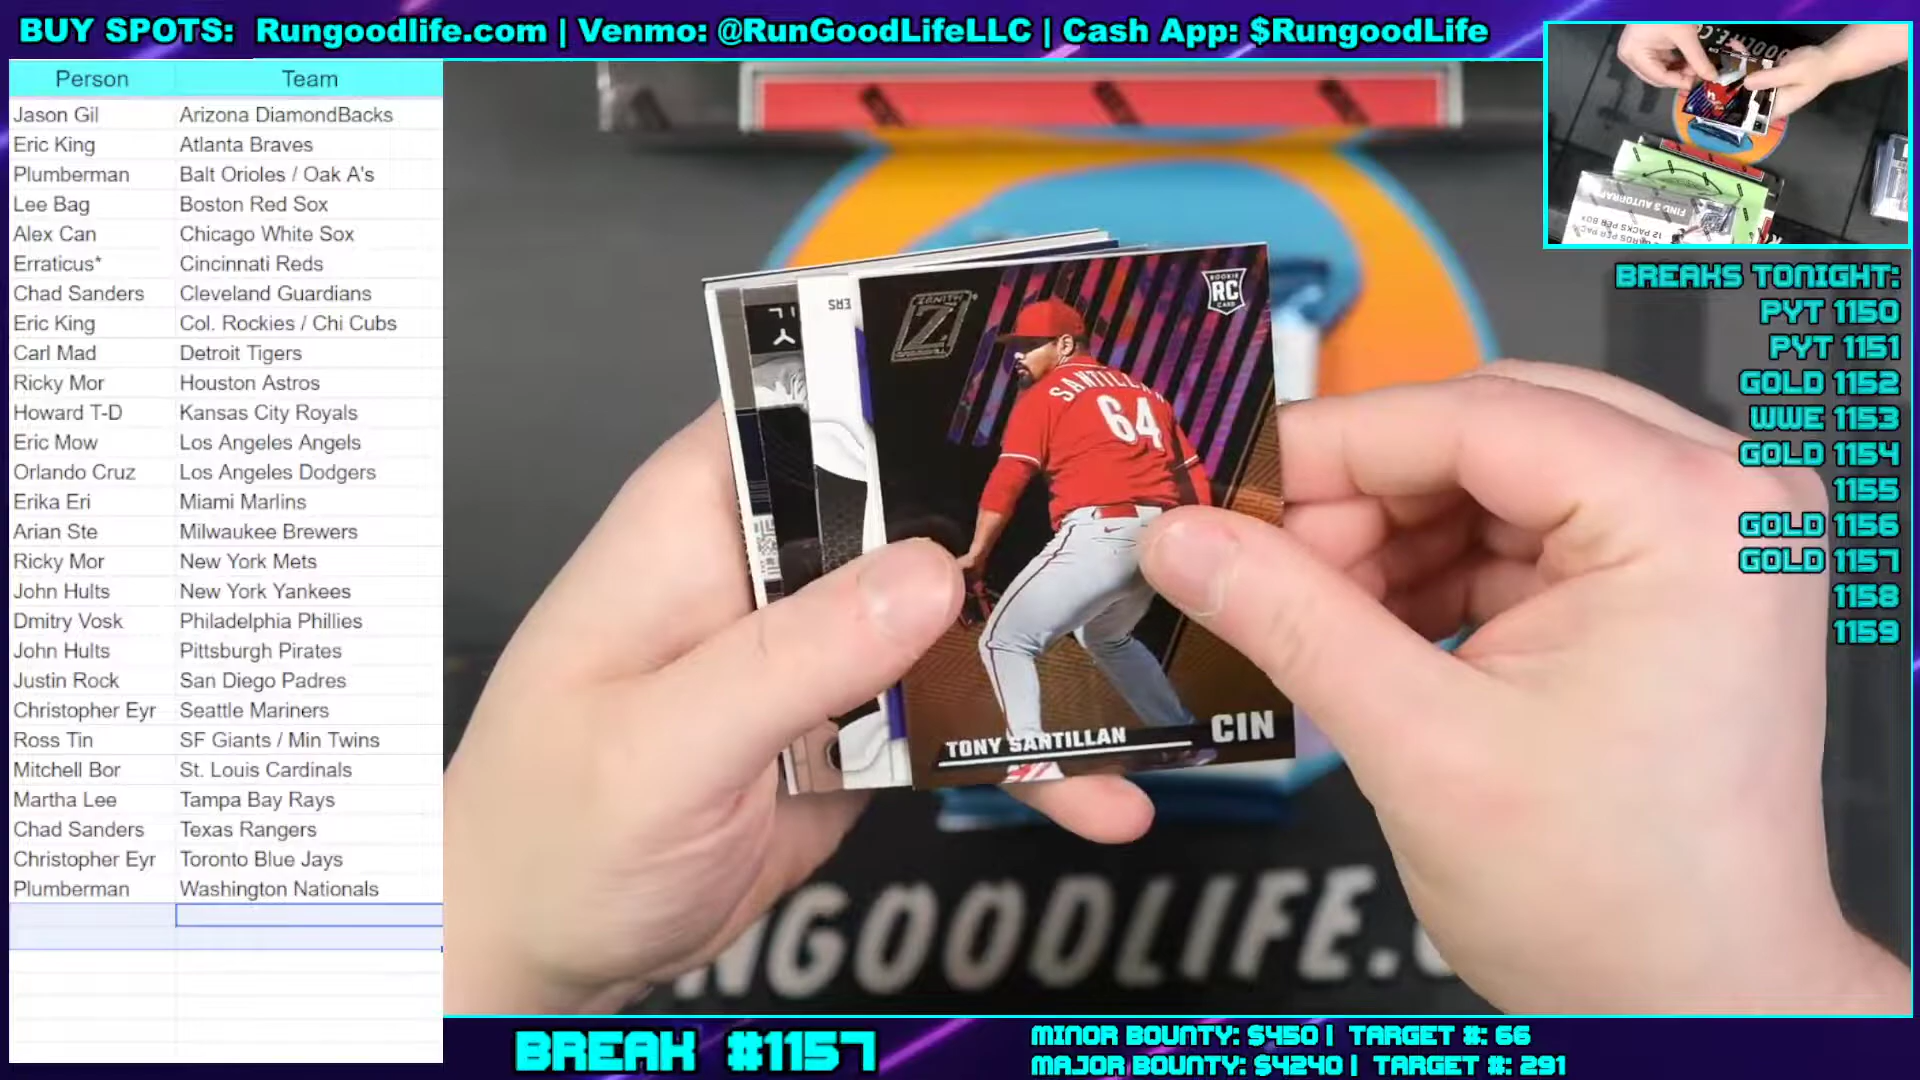 BUY SPOTS: Rungoodlife.com | Venmo: @RunGoodLifeLLC | Cash App: $RungoodLife
Person Team
Jason Gil Arizona DiamondBacks
Eric King Atlanta Braves
Plumberman Balt Orioles / Oak A's
Lee Bag Boston Red Sox
Alex Can Chicago White Sox
Erraticus* Cincinnati Reds
Chad Sanders Cleveland Guardians
Eric King Col. Rockies / Chi Cubs
Carl Mad Detroit Tigers
Ricky Mor Houston Astros
Howard T-D Kansas City Royals
Eric Mow Los Angeles Angels
Orlando Cruz Los Angeles Dodgers
Erika Eri Miami Marlins
Arian Ste Milwaukee Brewers
Ricky Mor New York Mets
John Hults New York Yankees
Dmitry Vosk Philadelphia Phillies
John Hults Pittsburgh Pirates
Justin Rock San Diego Padres
Christopher Eyr Seattle Mariners
Ross Tin SF Giants / Min Twins
Mitchell Bor St. Louis Cardinals
Martha Lee Tampa Bay Rays
Chad Sanders Texas Rangers
Christopher Eyr Toronto Blue Jays
Plumberman Washington Nationals
ZENITH
Z
ROOKIE
RC
CARD
SANTILLAN
64
TONY SANTILLAN CIN
NGOODLIFE.C
12 PACKS PER BOX
BREAKS TONIGHT:
PYT 1150
PYT 1151
GOLD 1152
WWE 1153
GOLD 1154
1155
GOLD 1156
GOLD 1157
1158
1159
BREAK #1157
MINOR BOUNTY: $450 | TARGET #: 66
MAJOR BOUNTY: $4240 | TARGET #: 291